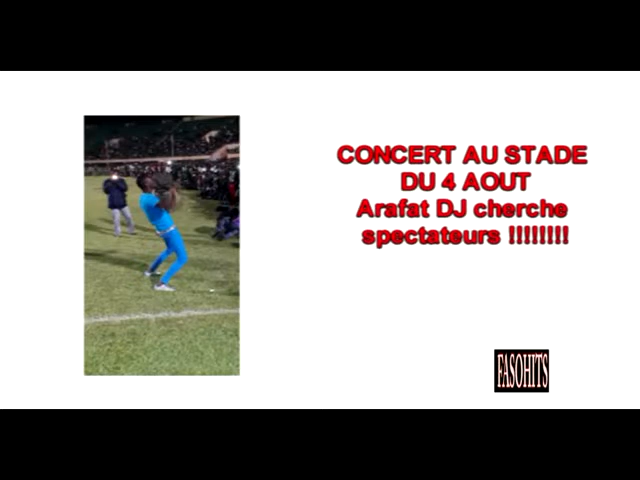 CONCERT AU STADE
DU 4 AOUT
Arafat DJ cherche
spectateurs !!!!!!!!
FASOHITS